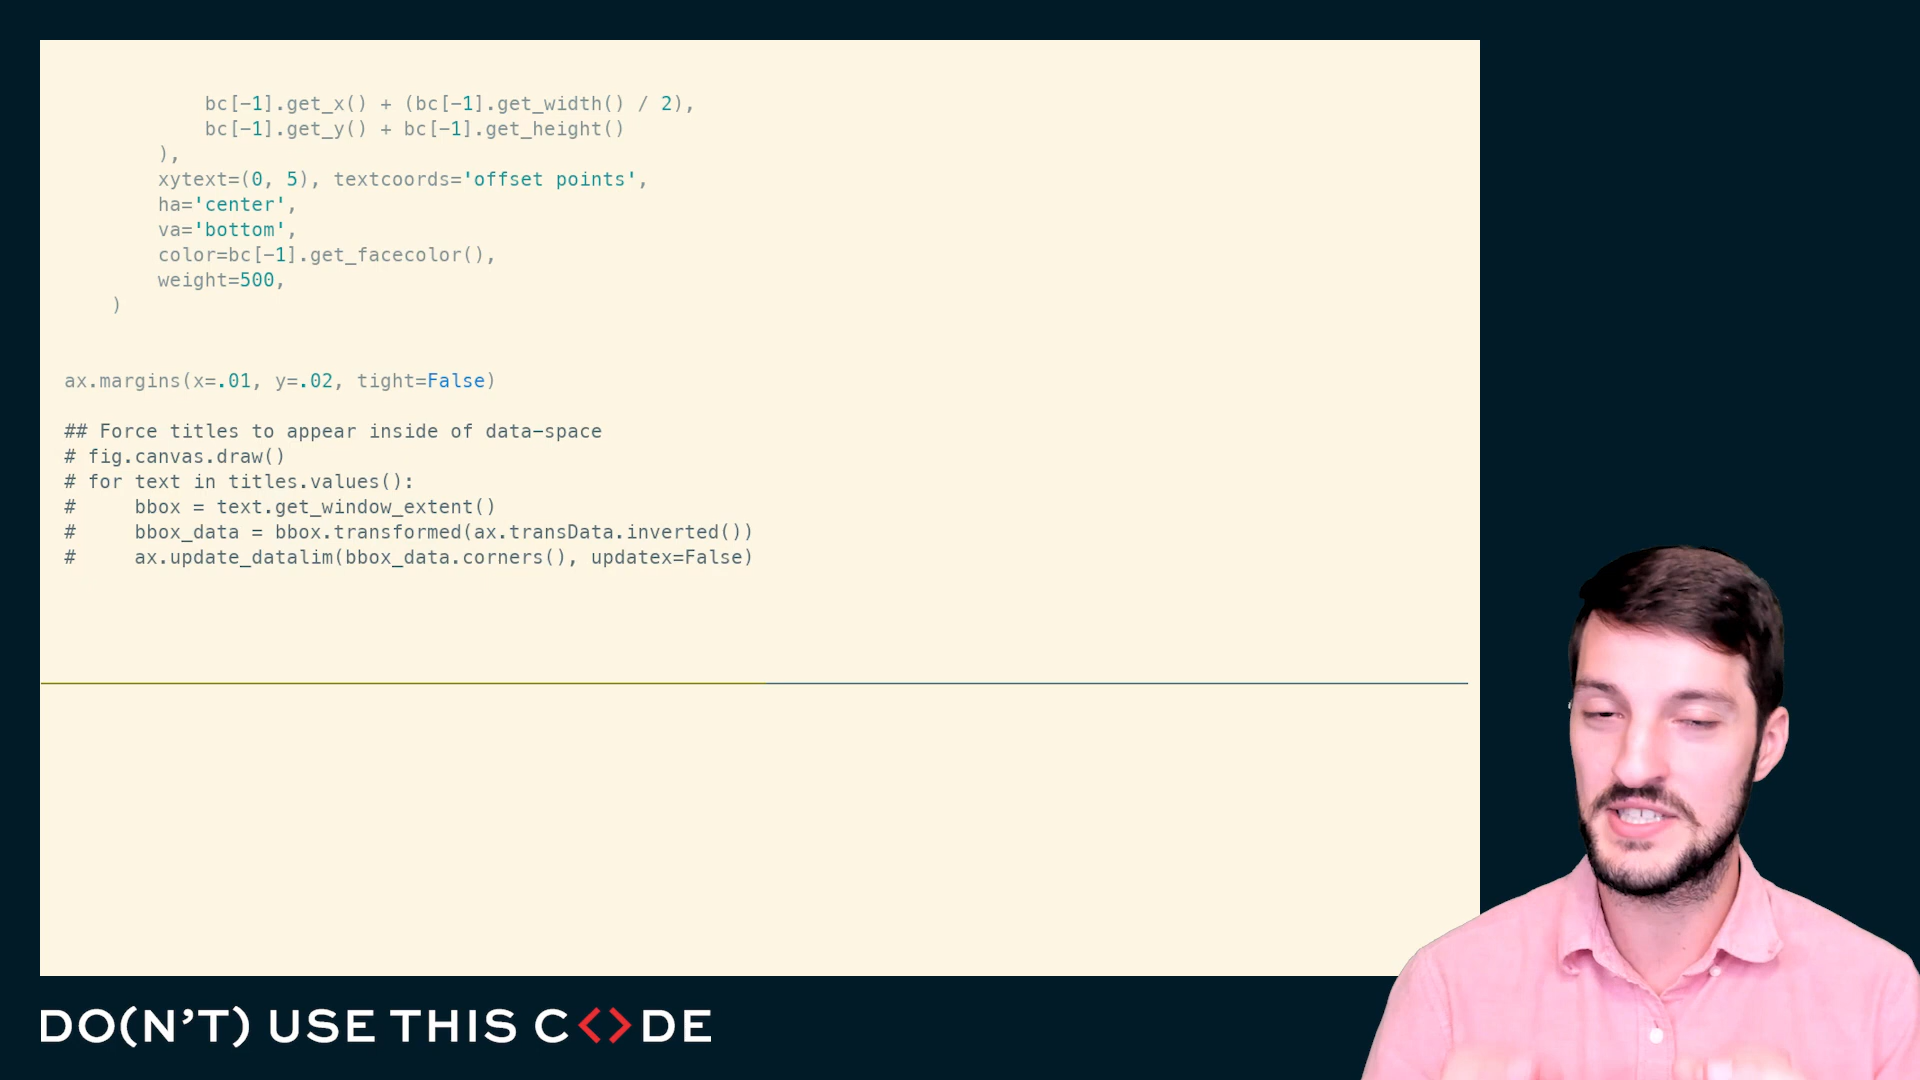 bc[-1].get_x() + (bc[-1].get_width() / 2),
bc[-1].get_y() + bc[-1].get_height()
),
xytext=(0, 5), textcoords='offset points',
ha='center',
va='bottom',
color=bc[-1].get_facecolor(),
weight=500,
)
ax.margins(x=.01, y=.02, tight=False)
## Force titles to appear inside of data-space
# fig.canvas.draw()
# for text in titles.values():
#     bbox = text.get_window_extent()
#     bbox_data = bbox.transformed(ax.transData.inverted())
#     ax.update_datalim(bbox_data.corners(), updatex=False)
DO(N'T) USE THIS C<>DE